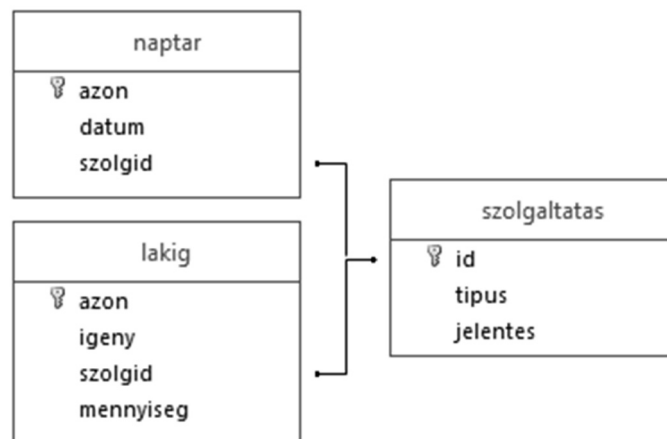 naptar
azon
datum
szolgid
lakig
azon
igeny
szolgid
mennyiseg
szolgaltatas
id
tipus
jelentes